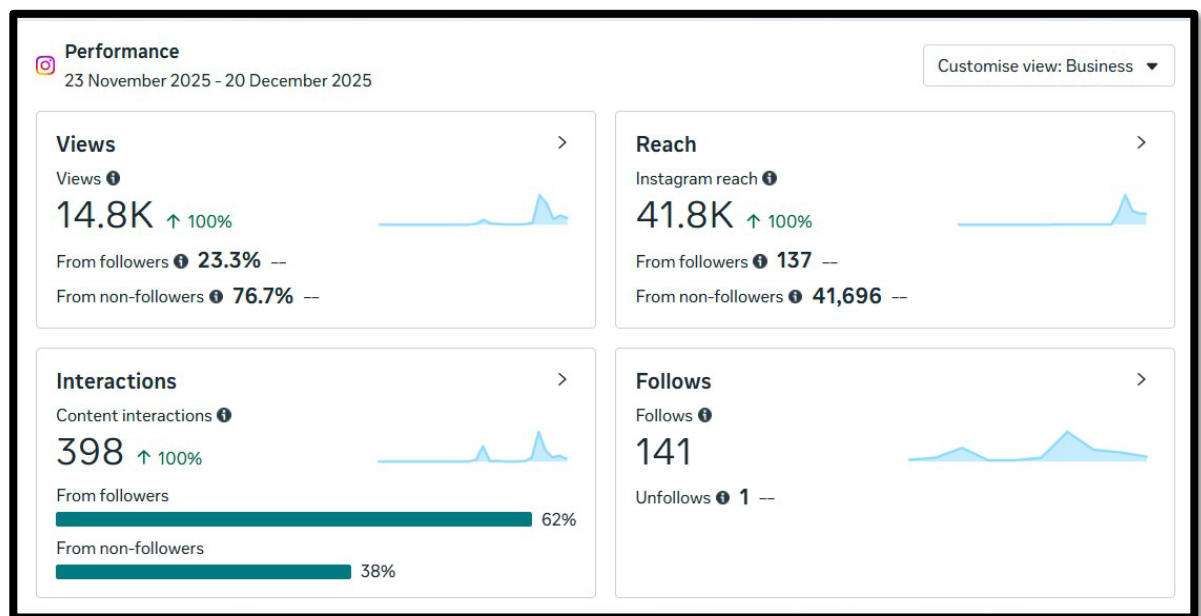 Performance
23 November 2025 - 20 December 2025
Customise view: Business
Views
Views
14.8K ↑ 100%
From followers 23.3% --
From non-followers 76.7% --
Reach
Instagram reach
41.8K ↑ 100%
From followers 137 --
From non-followers 41,696 --
Interactions
Content interactions
398 ↑ 100%
From followers
62%
From non-followers
38%
Follows
Follows
141
Unfollows 1 --